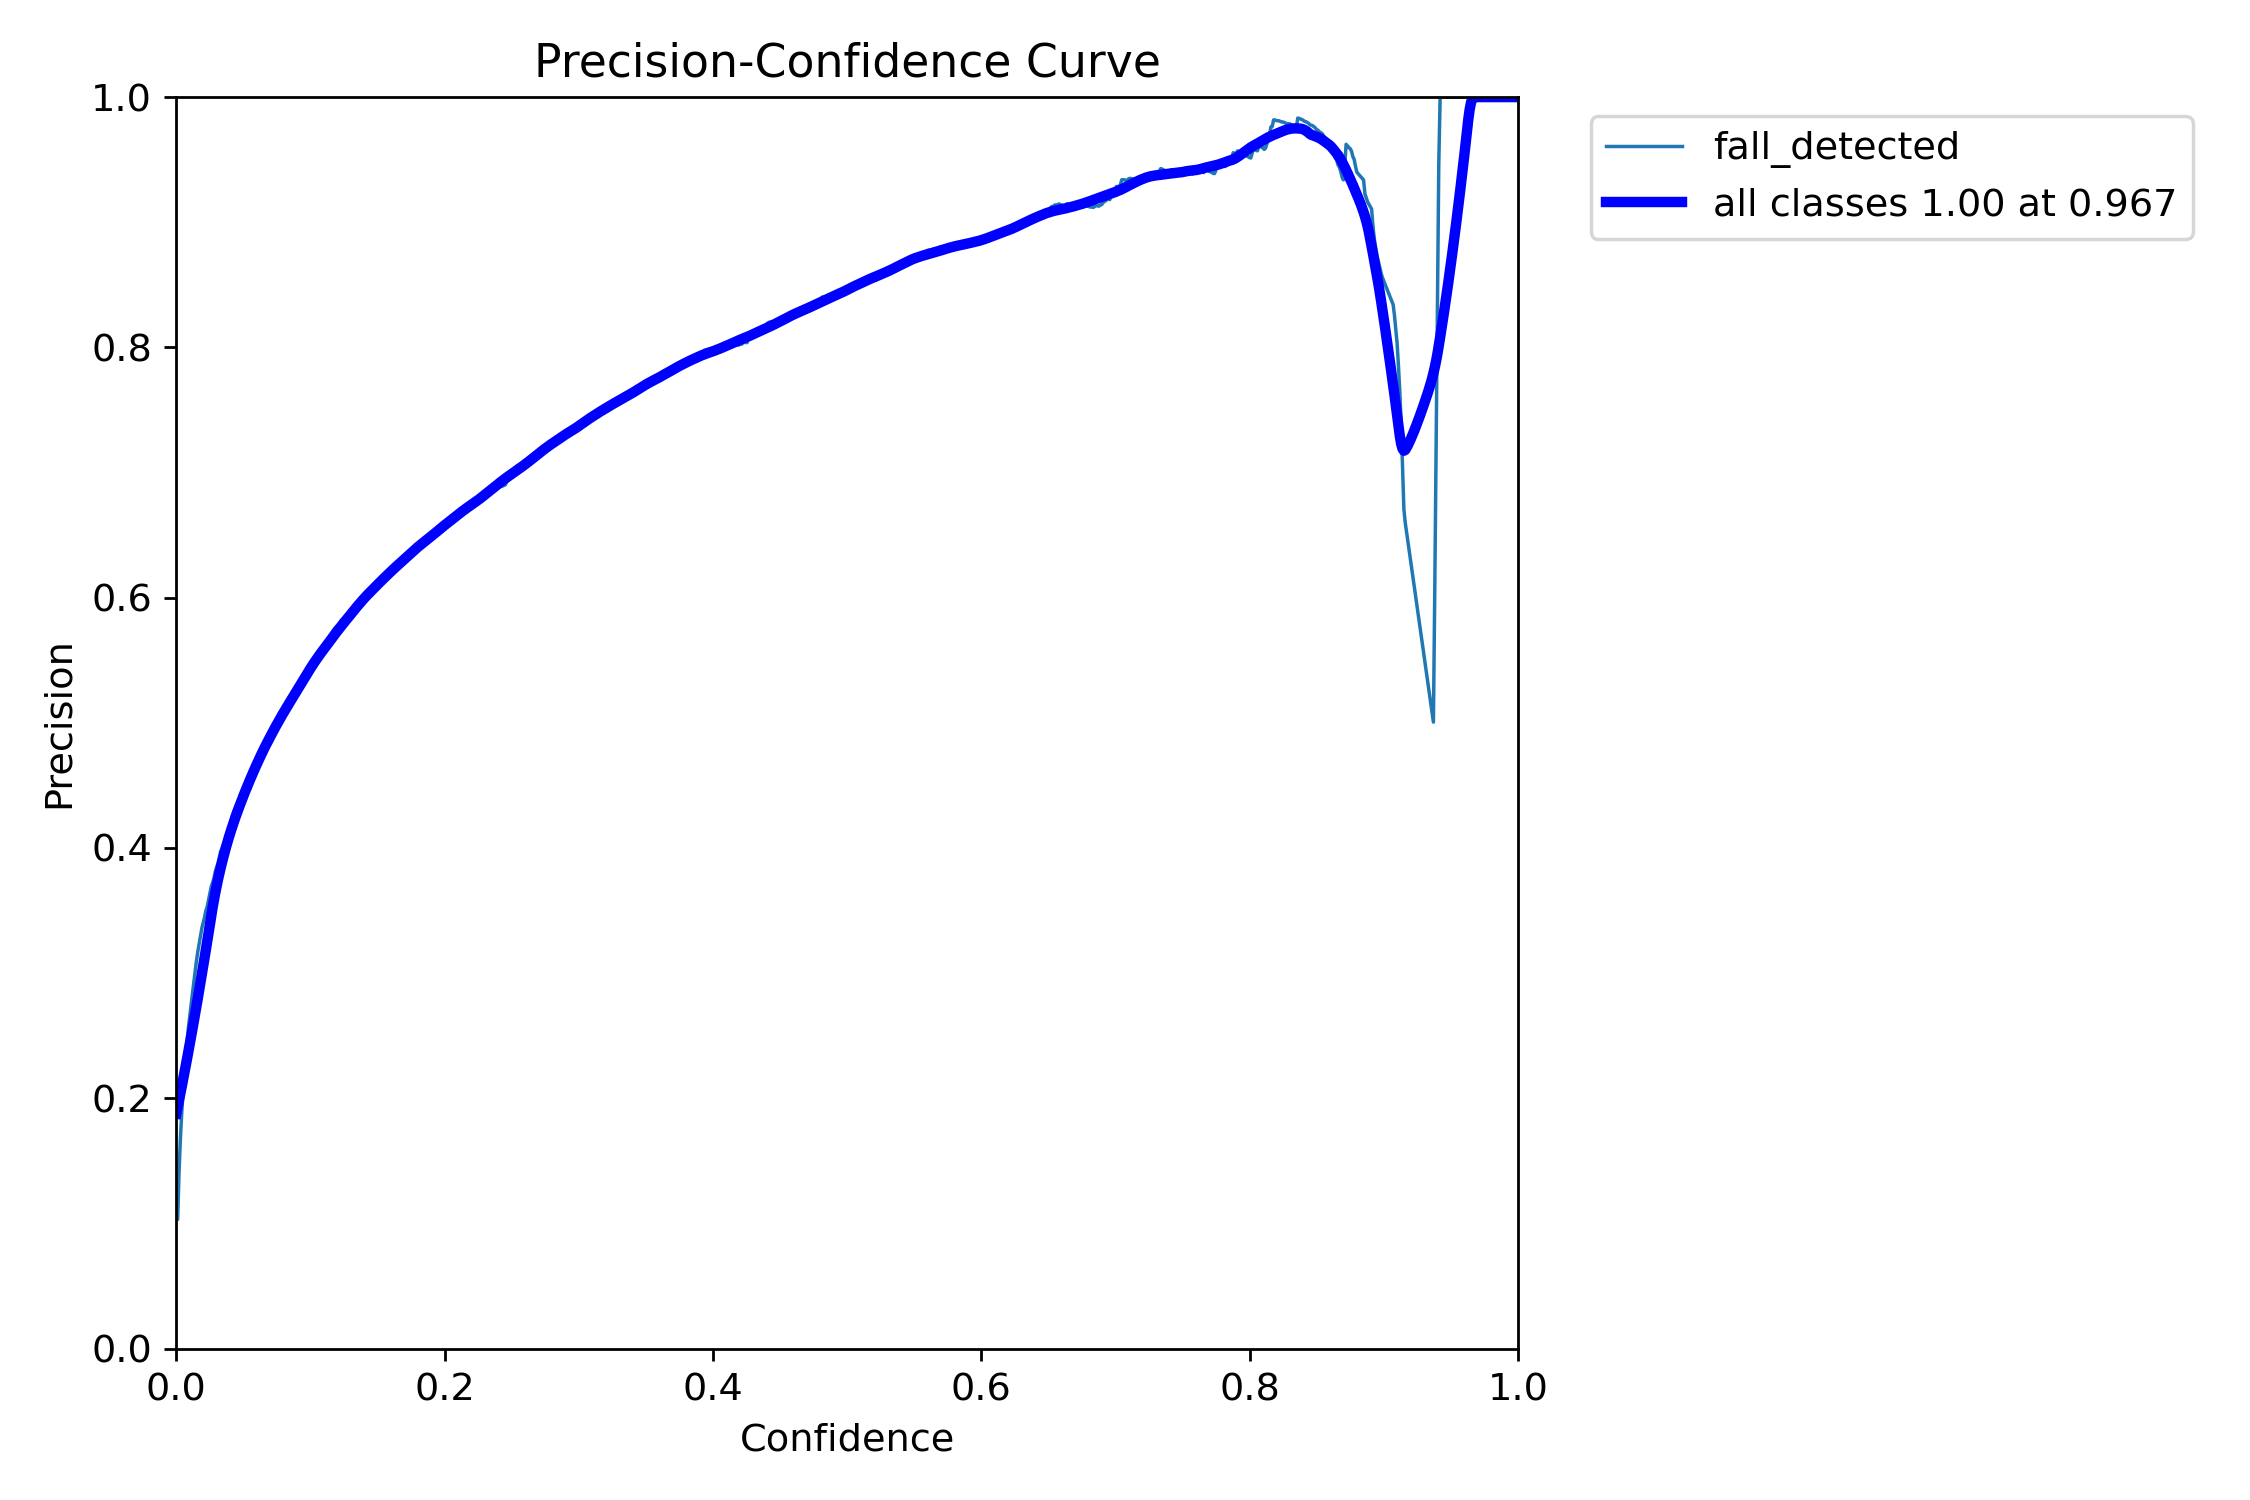 Precision-Confidence Curve
1.0
0.8
0.6
0.4
0.2
0.0
Precision
0.0 0.2 0.4 0.6 0.8 1.0
Confidence
fall_detected
all classes 1.00 at 0.967